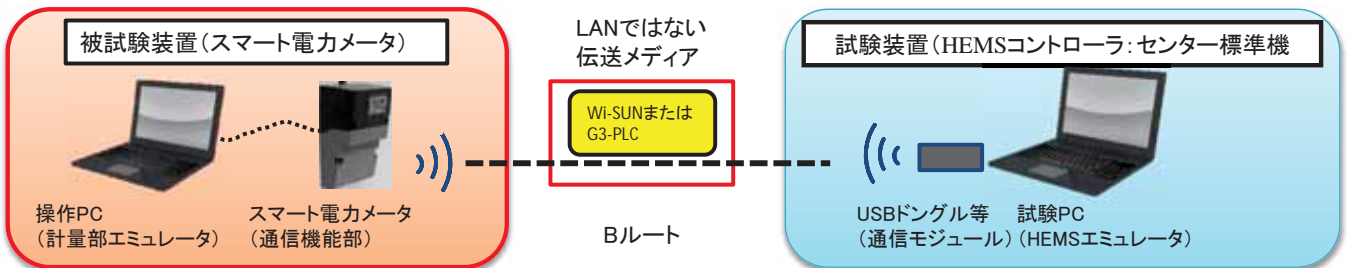 被試験装置(スマート電力メータ)
操作PC
(計量部エミュレータ)
スマート電力メータ
(通信機能部)
LANではない
伝送メディア
Wi-SUNまたは
G3-PLC
Bルート
試験装置(HEMSコントローラ:センター標準機
USBドングル等
(通信モジュール)
試験PC
(HEMSエミュレータ)